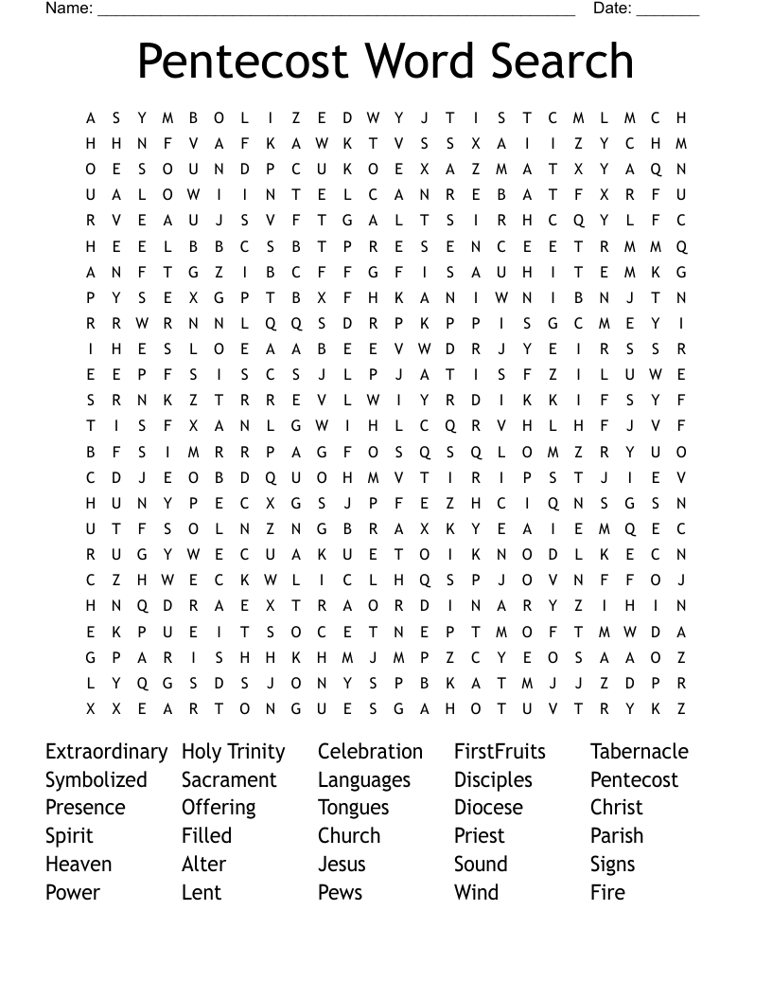 Name: ______________________________________________________ Date: _______
Pentecost Word Search
A S Y M B O L I Z E D W Y J T I S T C M L M C H
H H N F V A F K A W K T V S S X A I I Z Y C H M
O E S O U N D P C U K O E X A Z M A T X Y A Q N
U A L O W I I N T E L C A N R E B A T F X R F U
R V E A U J S V F T G A L T S I R H C Q Y L F C
H E E L B B C S B T P R E S E N C E E T R M M Q
A N F T G Z I B C F F G F I S A U H I T E M K G
P Y S E X G P T B X F H K A N I W N I B N J T N
R R W R N N L Q Q S D R P K P P I S G C M E Y I
I H E S L O E A A B E E V W D R J Y E I R S S R
E E P F S I S C S J L P J A T I S F Z I L U W E
S R N K Z T R R E V L W I Y R D I K K I F S Y F
T I S F X A N L G W I H L C Q R V H L H F J V F
B F S I M R R P A G F O S Q S Q L O M Z R Y U O
C D J E O B D Q U O H M V T I R I P S T J I E V
H U N Y P E C X G S J P F E Z H C I Q N S G S N
U T F S O L N Z N G B R A X K Y E A I E M Q E C
R U G Y W E C U A K U E T O I K N O D L K E C N
C Z H W E C K W L I C L H Q S P J O V N F F O J
H N Q D R A E X T R A O R D I N A R Y Z I H I N
E K P U E I T S O C E T N E P T M O F T M W D A
G P A R I S H H K H M J M P Z C Y E O S A A O Z
L Y Q G S D S J O N Y S P B K A T M J J Z D P R
X X E A R T O N G U E S G A H O T U V T R Y K Z
Extraordinary Holy Trinity Celebration FirstFruits Tabernacle
Symbolized Sacrament Languages Disciples Pentecost
Presence Offering Tongues Diocese Christ
Spirit Filled Church Priest Parish
Heaven Alter Jesus Sound Signs
Power Lent Pews Wind Fire